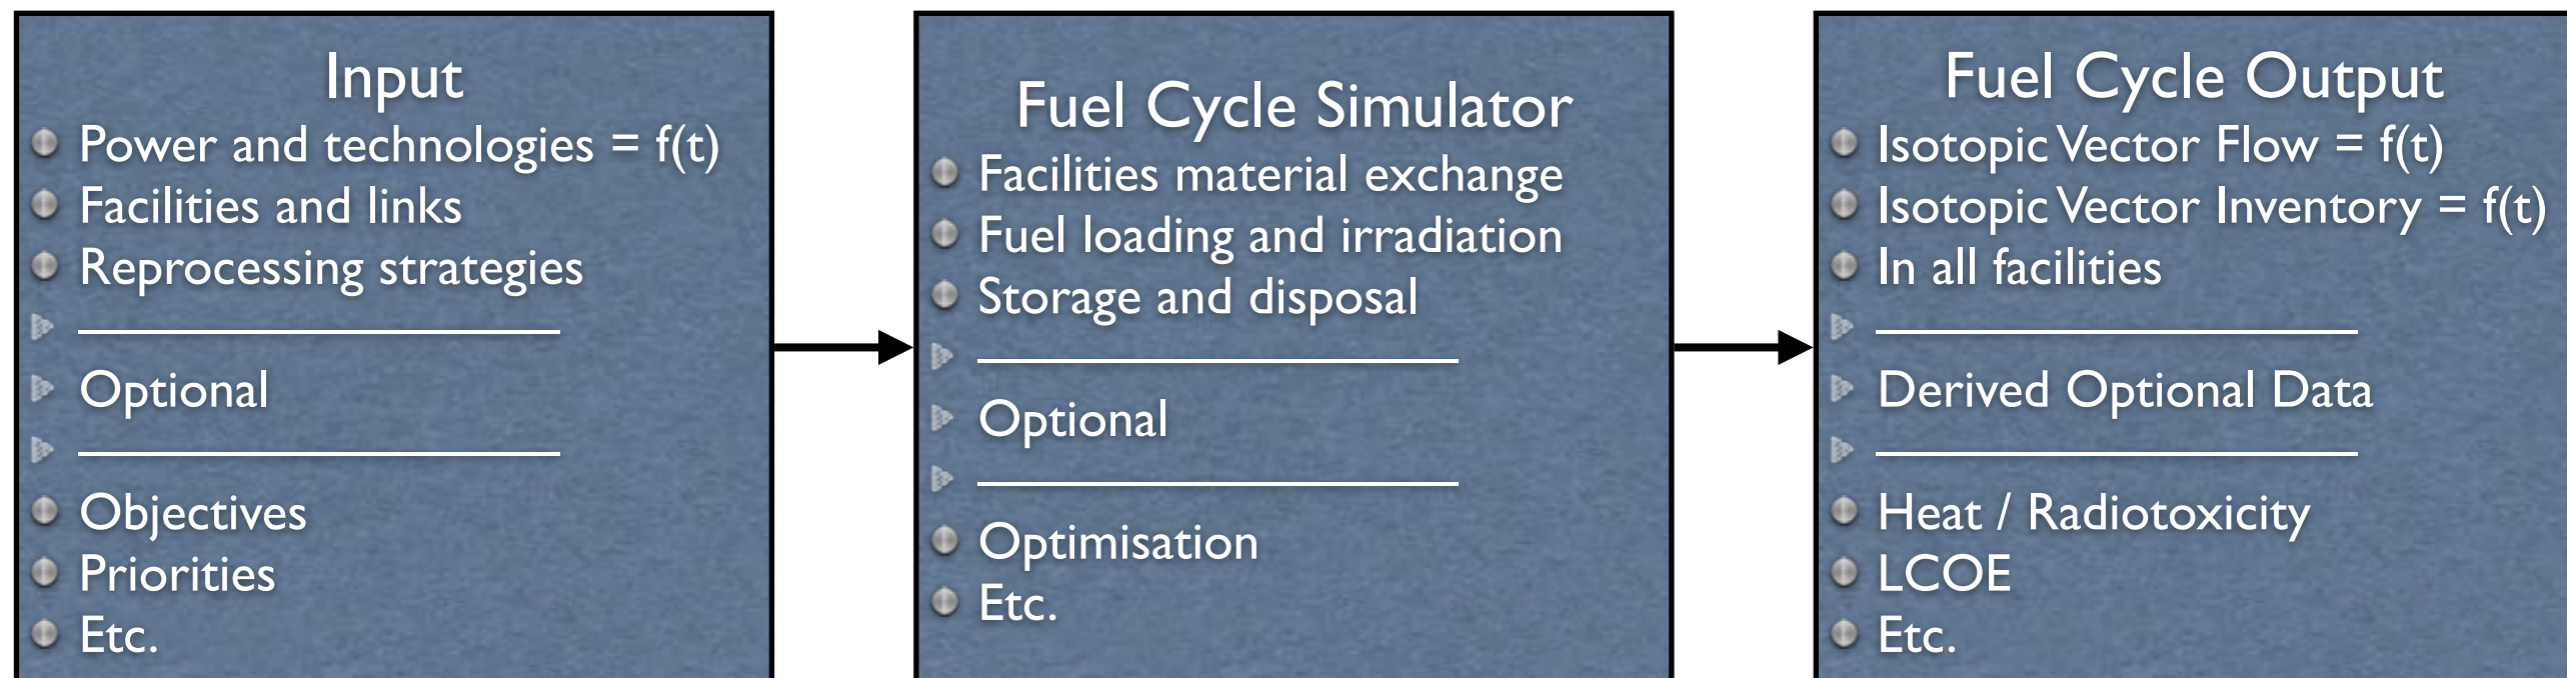 Input
Power and technologies = f(t)
Facilities and links
Reprocessing strategies
Optional
Objectives
Priorities
Etc.
Fuel Cycle Simulator
Facilities material exchange
Fuel loading and irradiation
Storage and disposal
Optional
Optimisation
Etc.
Fuel Cycle Output
Isotopic Vector Flow = f(t)
Isotopic Vector Inventory = f(t)
In all facilities
Derived Optional Data
Heat / Radiotoxicity
LCOE
Etc.